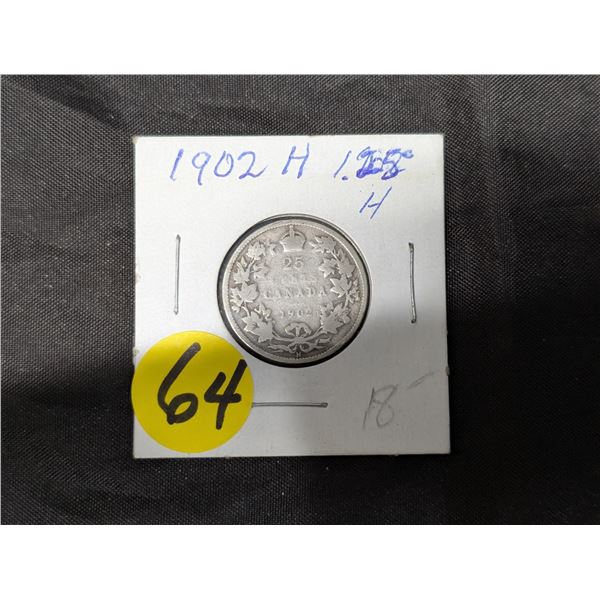 1902 H
H
25
CENTS
CANADA
1902
H
64
18-